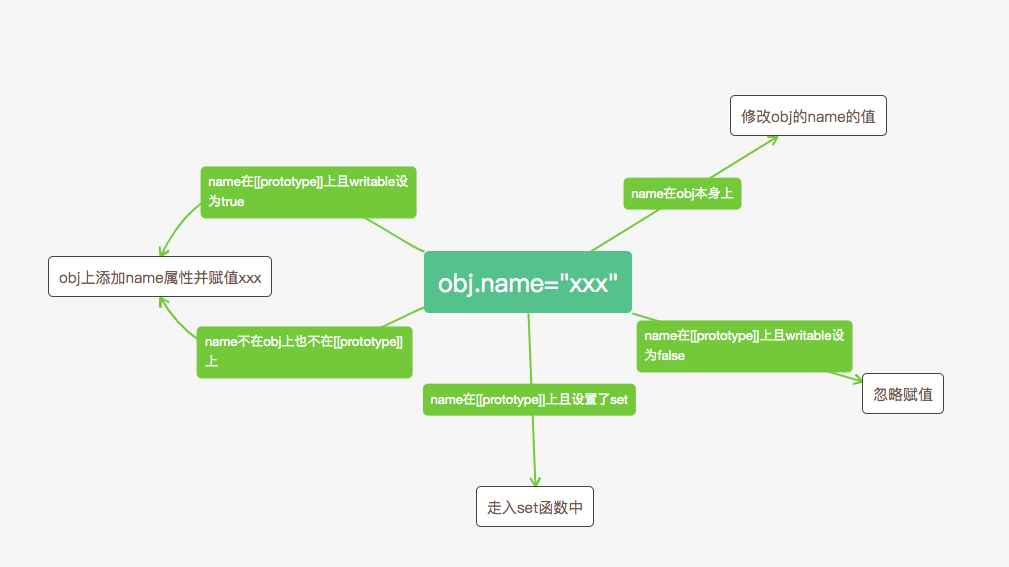 修改obj的name的值
name在[[prototype]]上且writable设
为true
name在obj本身上
obj上添加name属性并赋值xxx
obj.name="xxx"
name不在obj上也不在[[prototype]]
上
name在[[prototype]]上且writable设
为false
name在[[prototype]]上且设置了set
忽略赋值
走入set函数中